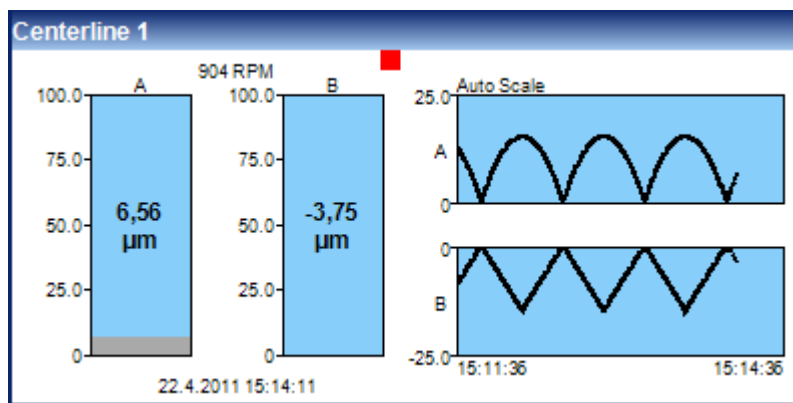 Centerline 1
904 RPM
A
B
100.0
75.0
50.0
25.0
0
6,56
µm
100.0
75.0
50.0
25.0
0
-3,75
µm
22.4.2011 15:14:11
Auto Scale
25.0
A
0
0
B
-25.0
15:11:36
15:14:36